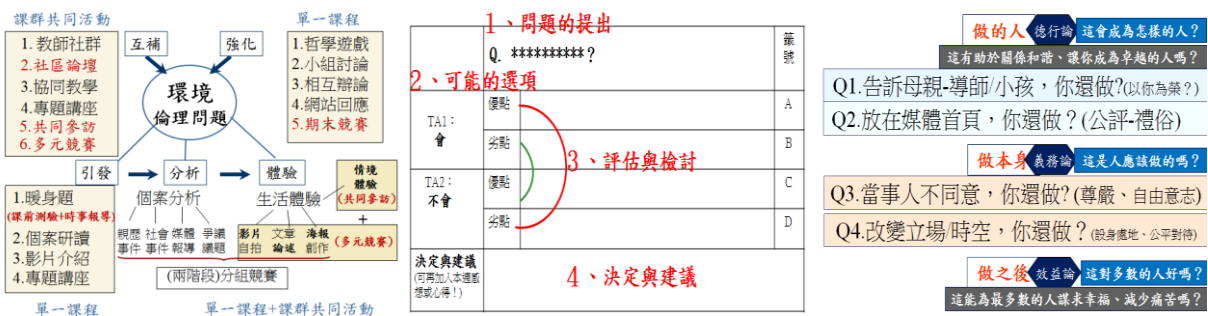 課群共同活動
單一課程
1. 教師社群
2.社區論壇
3.協同教學
4.專題講座
5.共同參訪
6.多元競賽
互補
強化
1.哲學遊戲
2.小組討論
3.相互辯論
4.網站回應
5.期末競賽
環境
倫理問題
引發
分析
體驗
1.暖身題
(課前測驗+時事報導)
2.個案研讀
3.影片介紹
4.專題講座
個案分析
親歷 社會 媒體 爭議
事件 事件 報導 議題
生活體驗
影片 文章 海報
自拍 論述 創作
情境
體驗
(共同參訪)
+
(多元競賽)
(兩階段)分組競賽
單一課程
單一課程+課群共同活動
1、問題的提出
Q. **********?
籤
號
2、可能的選項
TA1:
會
優點
A
劣點
B
3、評估與檢討
TA2:
不會
優點
C
劣點
D
決定與建議
(可再加入本週感
想或心得!)
4、決定與建議
做的人 德行論 這會成為怎樣的人?
這有助於關係和諧、讓你成為卓越的人嗎?
Q1.告訴母親-導師/小孩,你還做?(以你為榮?)
Q2.放在媒體首頁,你還做?(公評-禮俗)
做本身 義務論 這是人應該做的嗎?
Q3.當事人不同意,你還做?(尊嚴、自由意志)
Q4.改變立場/時空,你還做?(設身處地、公平對待)
做之後 效益論 這對多數的人好嗎?
這能為最多數的人謀求幸福、減少痛苦嗎?